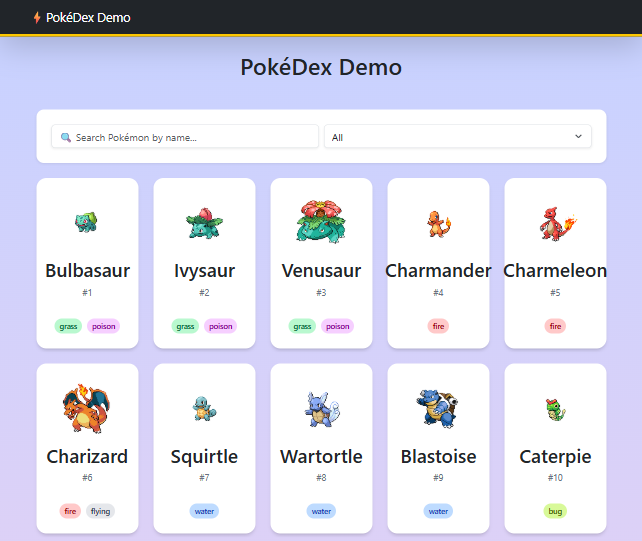 PokéDex Demo
PokéDex Demo
Search Pokémon by name...
All
Bulbasaur
#1
grass poison
Ivysaur
#2
grass poison
Venusaur
#3
grass poison
Charmander
#4
fire
Charmeleon
#5
fire
Charizard
#6
fire flying
Squirtle
#7
water
Wartortle
#8
water
Blastoise
#9
water
Caterpie
#10
bug